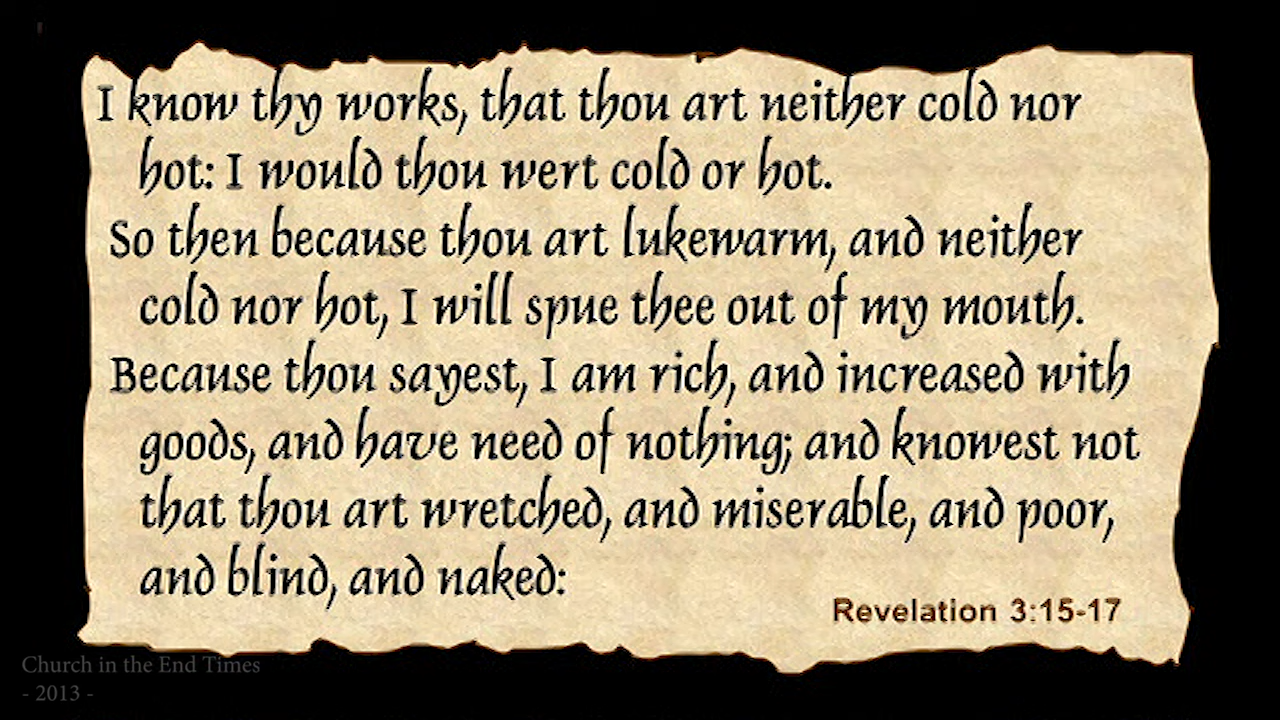 I know thy works, that thou art neither cold nor
hot: I would thou wert cold or hot.
So then because thou art lukewarm, and neither
cold nor hot, I will spue thee out of my mouth.
Because thou sayest, I am rich, and increased with
goods, and have need of nothing; and knowest not
that thou art wretched, and miserable, and poor,
and blind, and naked:
Revelation 3:15-17
Church in the End Times
- 2013 -